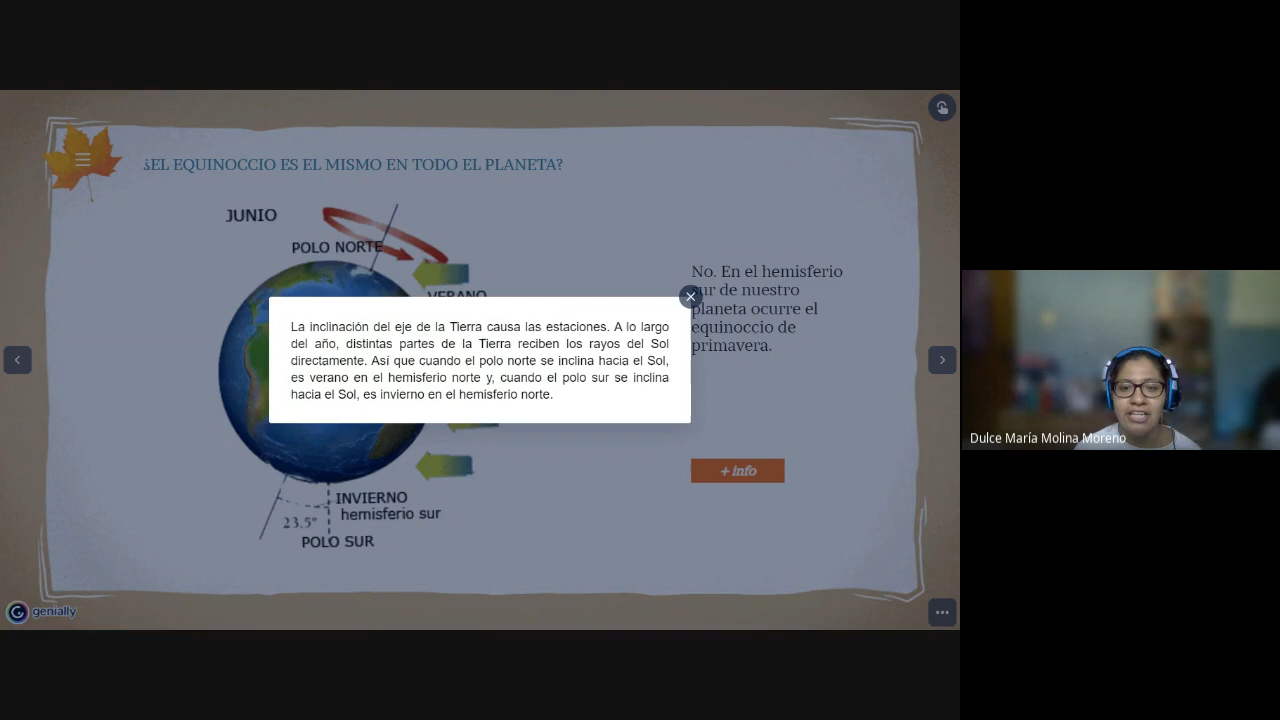 ¿EL EQUINOCCIO ES EL MISMO EN TODO EL PLANETA?
JUNIO
POLO NORTE
VERANO
La inclinación del eje de la Tierra causa las estaciones. A lo largo
del año, distintas partes de la Tierra reciben los rayos del Sol
directamente. Así que cuando el polo norte se inclina hacia el Sol,
es verano en el hemisferio norte y, cuando el polo sur se inclina
hacia el Sol, es invierno en el hemisferio norte.
No. En el hemisferio
sur de nuestro
planeta ocurre el
equinoccio de
primavera.
+ info
INVIERNO
hemisferio sur
23.5°
POLO SUR
genially
Dulce María Molina Moreno